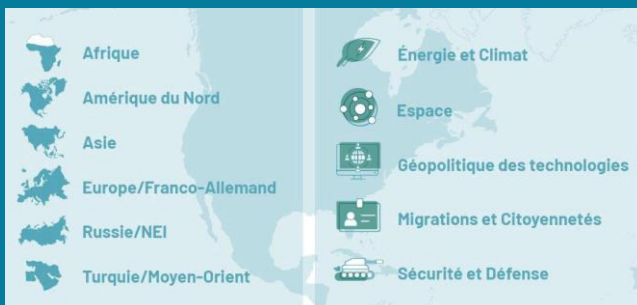 Afrique
Amérique du Nord
Asie
Europe/Franco-Allemand
Russie/NEI
Turquie/Moyen-Orient
Énergie et Climat
Espace
Géopolitique des technologies
Migrations et Citoyennetés
Sécurité et Défense